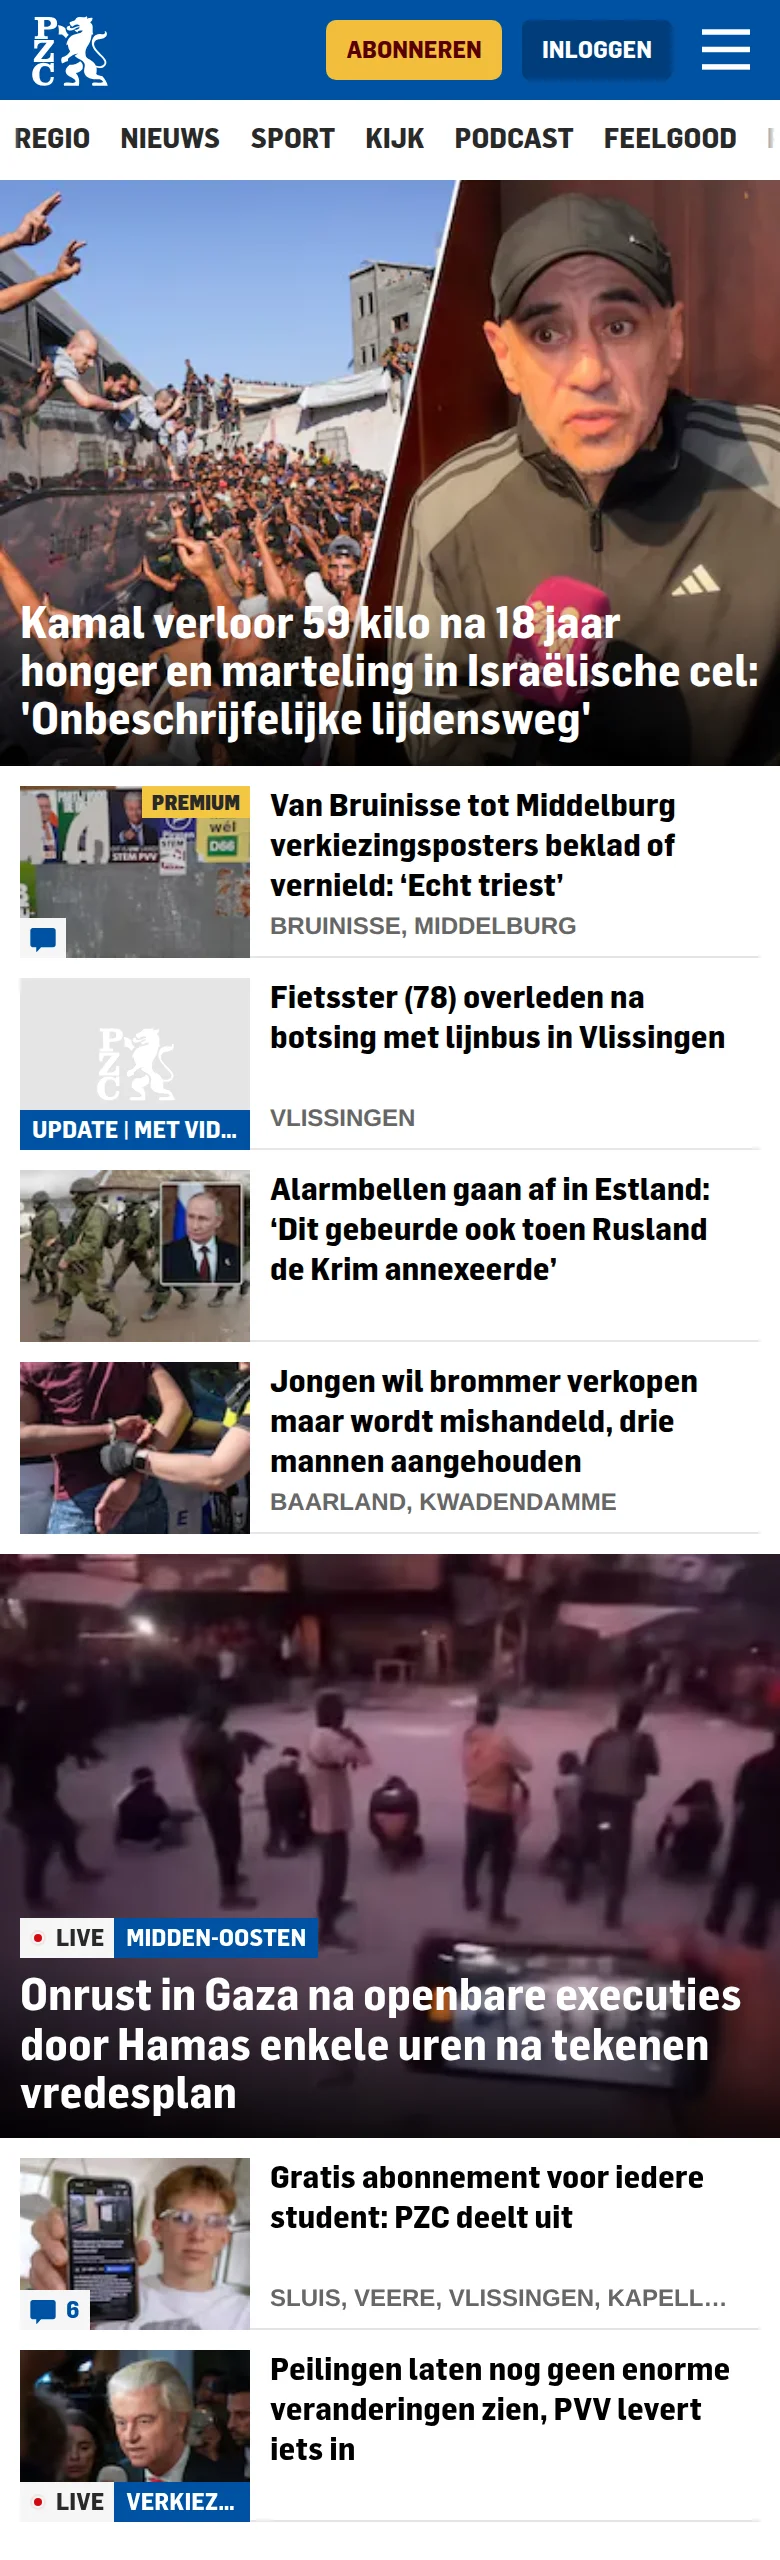 PZC
ABONNEREN
INLOGGEN
REGIO NIEUWS SPORT KIJK PODCAST FEELGOOD
Kamal verloor 59 kilo na 18 jaar
honger en marteling in Israëlische cel:
'Onbeschrijfelijke lijdensweg'
PREMIUM
wél
D66
STEM PVV
Van Bruinisse tot Middelburg
verkiezingsposters beklad of
vernield: ‘Echt triest’
BRUINISSE, MIDDELBURG
PZC
UPDATE | MET VID...
Fietsster (78) overleden na
botsing met lijnbus in Vlissingen
VLISSINGEN
Alarmbellen gaan af in Estland:
‘Dit gebeurde ook toen Rusland
de Krim annexeerde’
Jongen wil brommer verkopen
maar wordt mishandeld, drie
mannen aangehouden
BAARLAND, KWADENDAMME
LIVE MIDDEN-OOSTEN
Onrust in Gaza na openbare executies
door Hamas enkele uren na tekenen
vredesplan
6
Gratis abonnement voor iedere
student: PZC deelt uit
SLUIS, VEERE, VLISSINGEN, KAPELL...
LIVE VERKIEZ...
Peilingen laten nog geen enorme
veranderingen zien, PVV levert
iets in